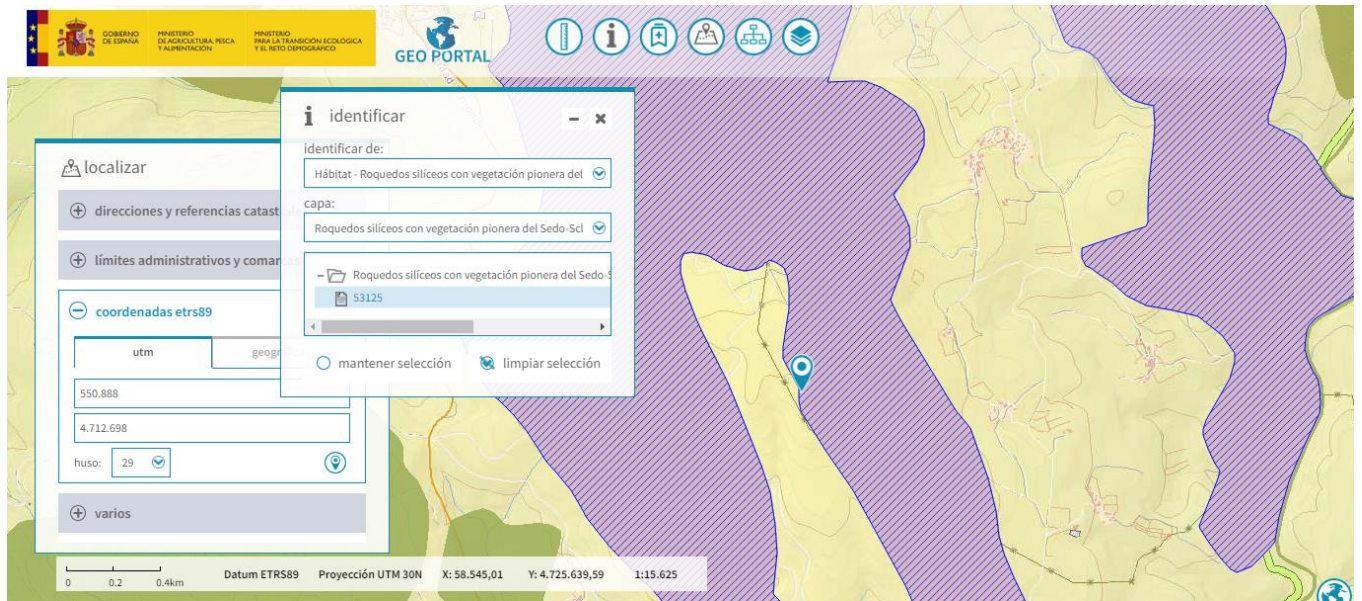 GOBIERNO
DE ESPAÑA
MINISTERIO
DE AGRICULTURA, PESCA
Y ALIMENTACIÓN
MINISTERIO
PARA LA TRANSICIÓN ECOLÓGICA
Y EL RETO DEMOGRÁFICO
GEO PORTAL
i identificar
identificar de:
Hábitat - Roquedos silíceos con vegetación pionera del
capa:
Roquedos silíceos con vegetación pionera del Sedo-Scl
Roquedos silíceos con vegetación pionera del Sedo-S
53125
mantener selección
limpiar selección
localizar
direcciones y referencias catast
límites administrativos y comarcas
coordenadas etrs89
utm
550.888
4.712.698
huso: 29
varios
0 0.2 0.4km
Datum ETRS89 Proyección UTM 30N X: 58.545,01 Y: 4.725.639,59 1:15.625